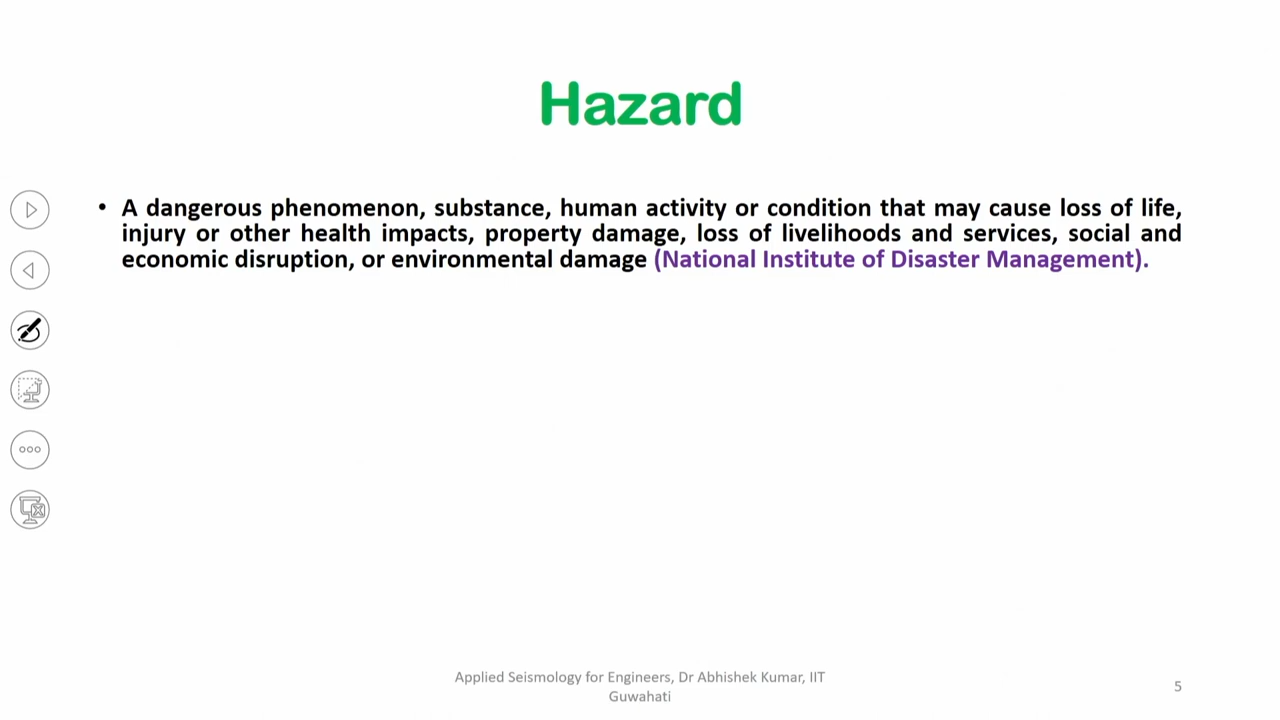 Hazard
• A dangerous phenomenon, substance, human activity or condition that may cause loss of life,
injury or other health impacts, property damage, loss of livelihoods and services, social and
economic disruption, or environmental damage (National Institute of Disaster Management).
Applied Seismology for Engineers, Dr Abhishek Kumar, IIT
Guwahati
5